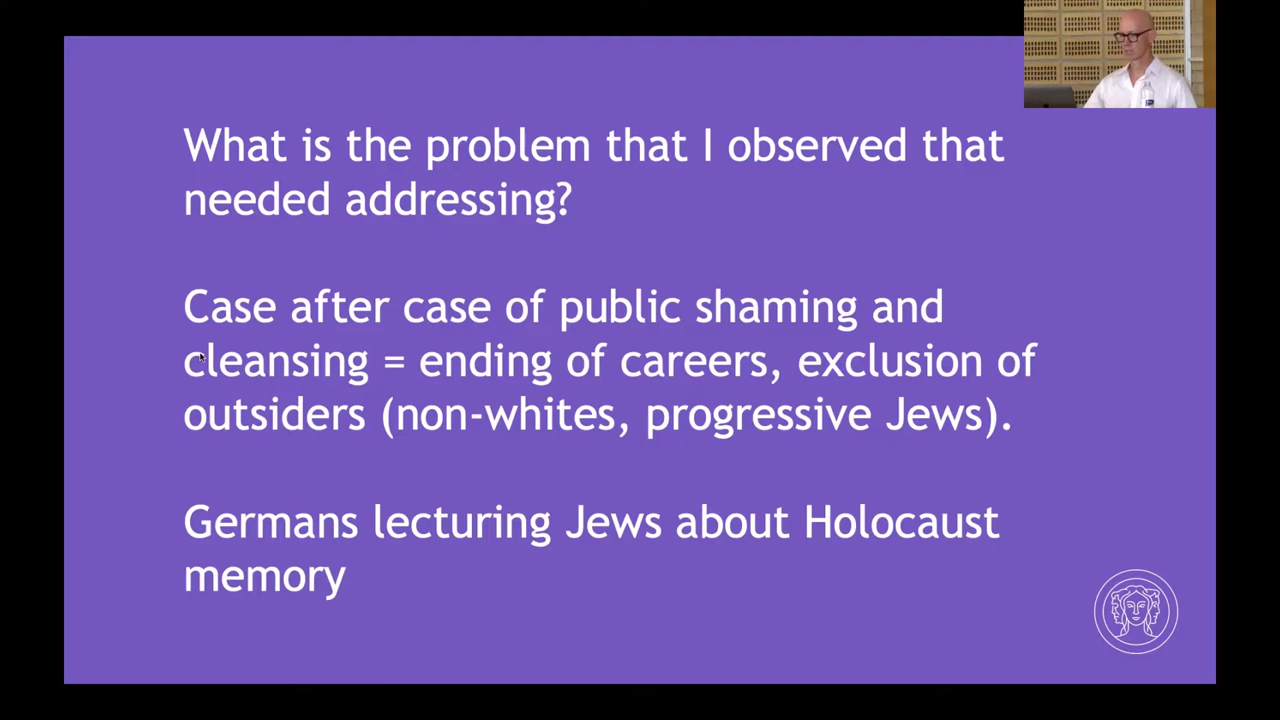 What is the problem that I observed that
needed addressing?
Case after case of public shaming and
cleansing = ending of careers, exclusion of
outsiders (non-whites, progressive Jews).
Germans lecturing Jews about Holocaust
memory